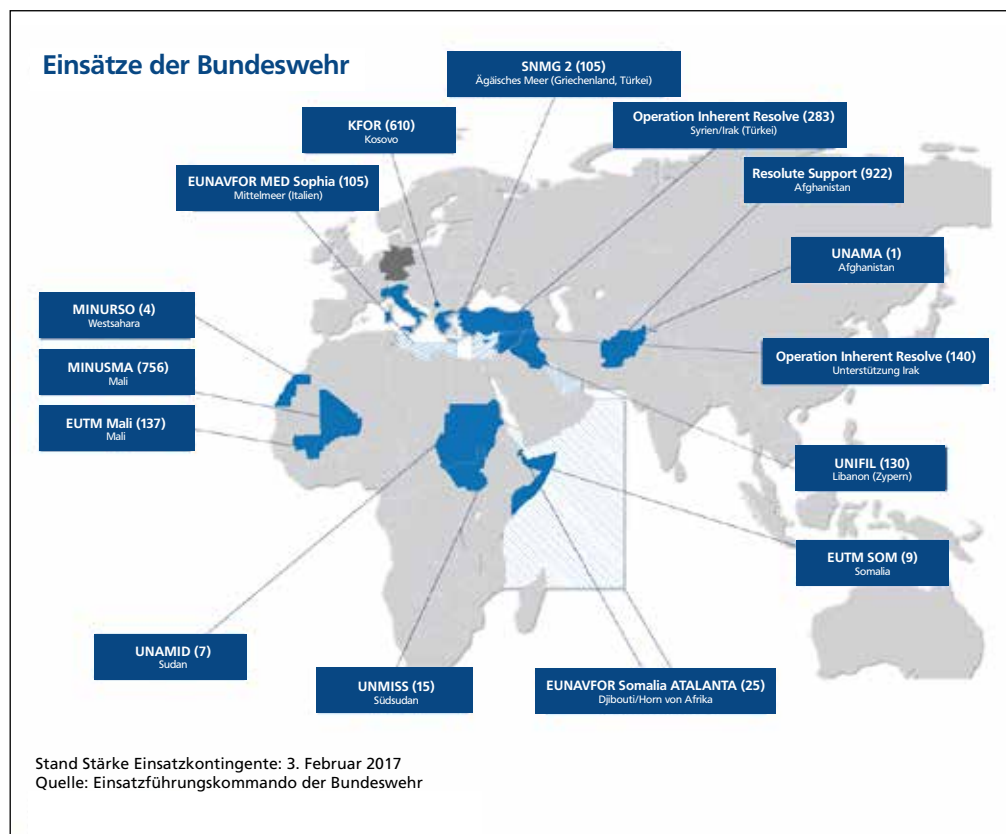 Einsätze der Bundeswehr
SNMG 2 (105)
Ägäisches Meer (Griechenland, Türkei)
KFOR (610)
Kosovo
Operation Inherent Resolve (283)
Syrien/Irak (Türkei)
EUNAVFOR MED Sophia (105)
Mittelmeer (Italien)
Resolute Support (922)
Afghanistan
UNAMA (1)
Afghanistan
MINURSO (4)
Westsahara
MINUSMA (756)
Mali
Operation Inherent Resolve (140)
Unterstützung Irak
EUTM Mali (137)
Mali
UNIFIL (130)
Libanon (Zypern)
EUTM SOM (9)
Somalia
UNAMID (7)
Sudan
UNMISS (15)
Südsudan
EUNAVFOR Somalia ATALANTA (25)
Djibouti/Horn von Afrika
Stand Stärke Einsatzkontingente: 3. Februar 2017
Quelle: Einsatzführungskommando der Bundeswehr